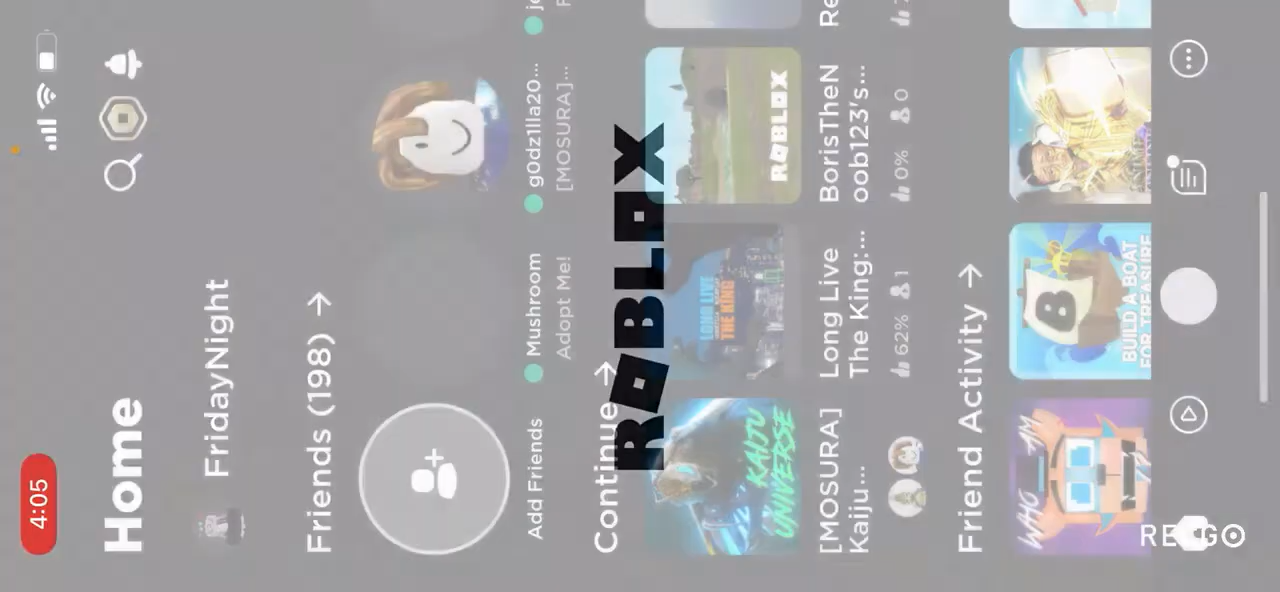 4:05
Home
FridayNight
Friends (198) →
Add Friends
Mushroom
Adopt Me!
g0dz1lla20...
[MOSURA]...
Continue →
ROBLOX
KAIJU
UNIVERSE
LONG LIVE
THE KING
ROBLOX
[MOSURA]
Kaiju...
Long Live
The King:...
62% 1
BorisTheN
oob123's...
0% 0
Re
Friend Activity →
WHO AM
BUILD A BOAT
FOR TREASURE
B
REC GO